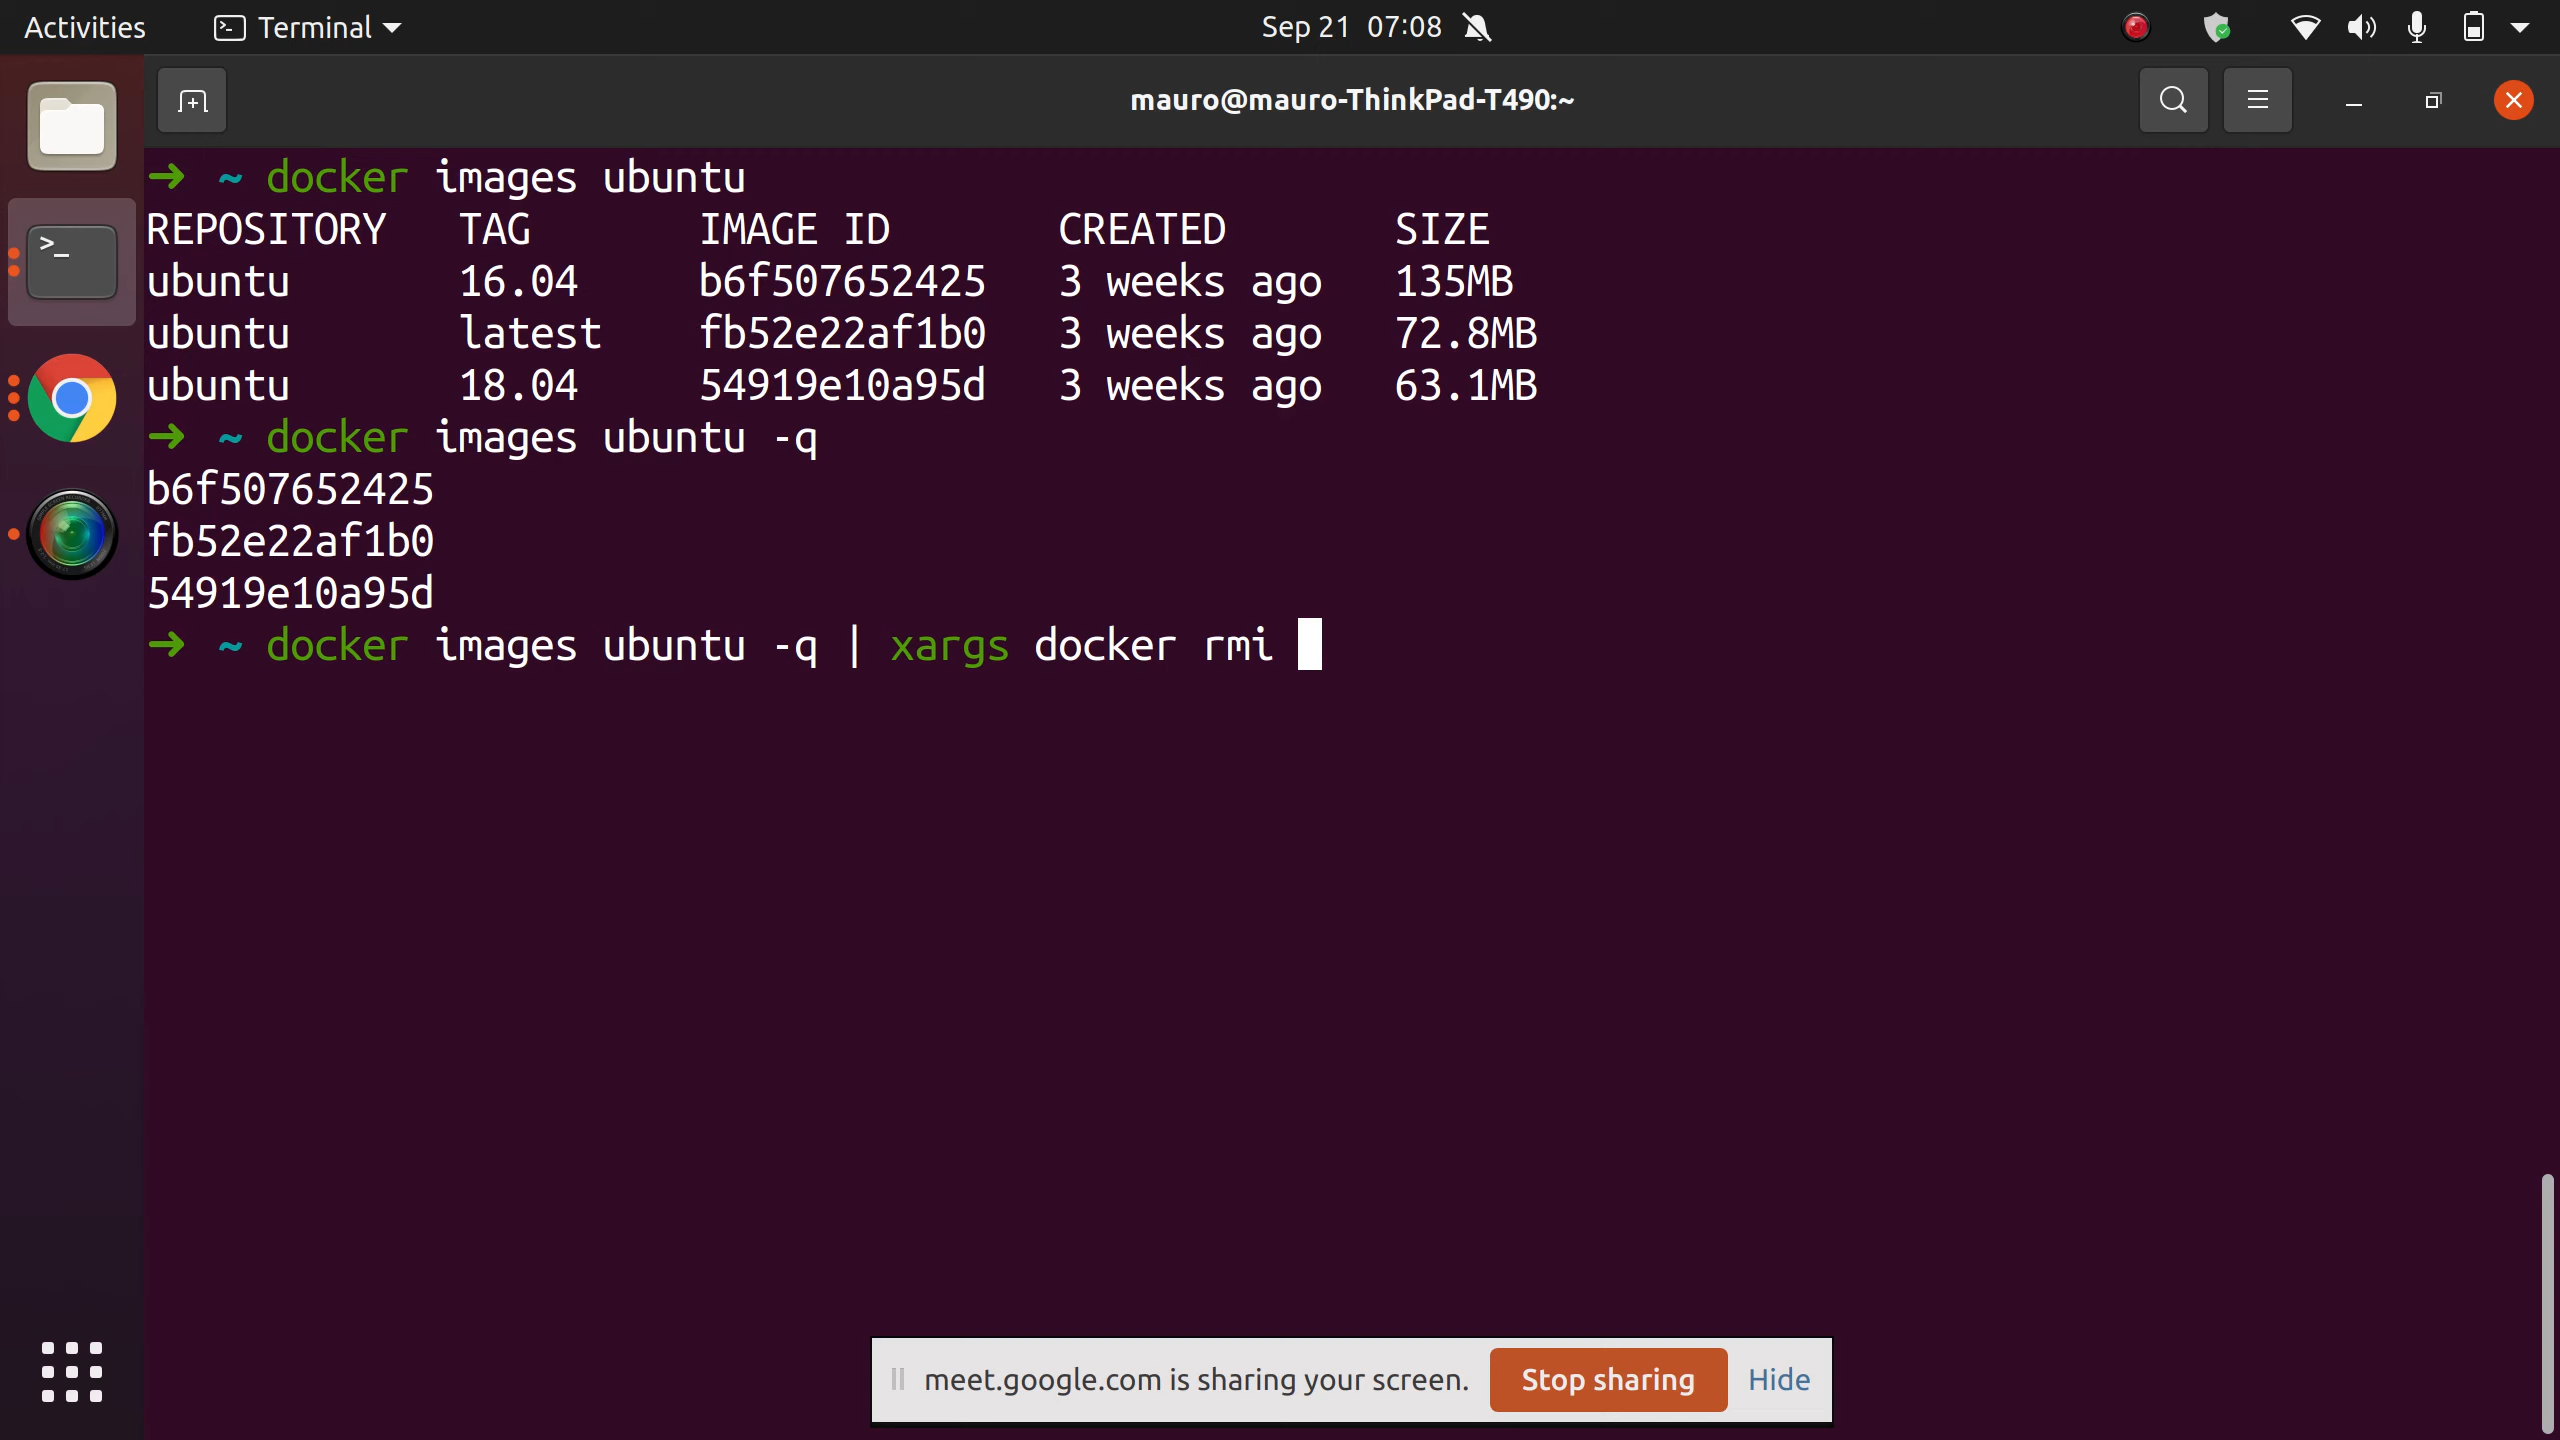 Activities Terminal Sep 21 07:08
mauro@mauro-ThinkPad-T490:~
➜ ~ docker images ubuntu
REPOSITORY TAG IMAGE ID CREATED SIZE
ubuntu 16.04 b6f507652425 3 weeks ago 135MB
ubuntu latest fb52e22af1b0 3 weeks ago 72.8MB
ubuntu 18.04 54919e10a95d 3 weeks ago 63.1MB
➜ ~ docker images ubuntu -q
b6f507652425
fb52e22af1b0
54919e10a95d
➜ ~ docker images ubuntu -q | xargs docker rmi
meet.google.com is sharing your screen. Stop sharing Hide